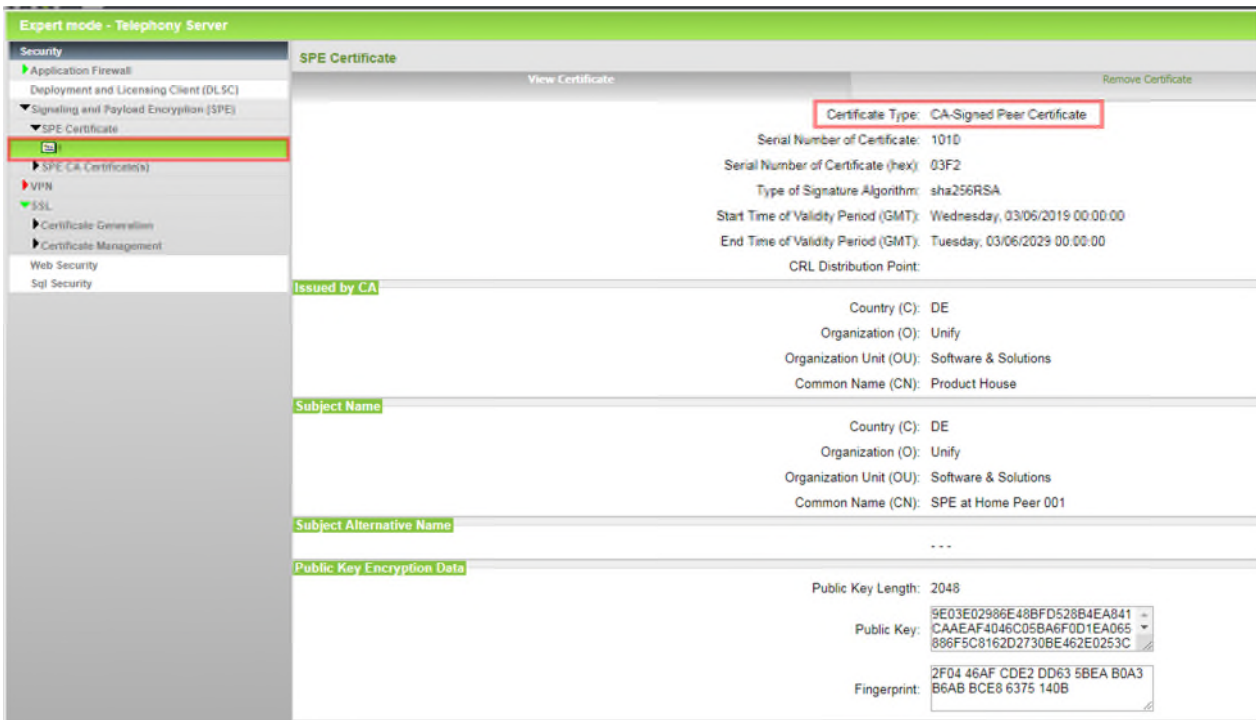 Expert mode - Telephony Server
Security
Application Firewall
Deployment and Licensing Client (DLSC)
Signaling and Payload Encryption (SPE)
SPE Certificate
SPE CA Certificate(s)
VPN
SSL
Certificate Generation
Certificate Management
Web Security
Sql Security
SPE Certificate
View Certificate Remove Certificate
Certificate Type: CA-Signed Peer Certificate
Serial Number of Certificate: 1010
Serial Number of Certificate (hex): 03F2
Type of Signature Algorithm: sha256RSA
Start Time of Validity Period (GMT): Wednesday, 03/06/2019 00:00:00
End Time of Validity Period (GMT): Tuesday, 03/06/2029 00:00:00
CRL Distribution Point:
Issued by CA
Country (C): DE
Organization (O): Unify
Organization Unit (OU): Software & Solutions
Common Name (CN): Product House
Subject Name
Country (C): DE
Organization (O): Unify
Organization Unit (OU): Software & Solutions
Common Name (CN): SPE at Home Peer 001
Subject Alternative Name
- - -
Public Key Encryption Data
Public Key Length: 2048
Public Key: 9E03E02986E48BFD528B4EA841
CAAEAF4046C05BA6F0D1EA065
886F5C8162D2730BE462E0253C
Fingerprint: 2F04 46AF CDE2 DD63 5BEA B0A3
B6AB BCE8 6375 140B